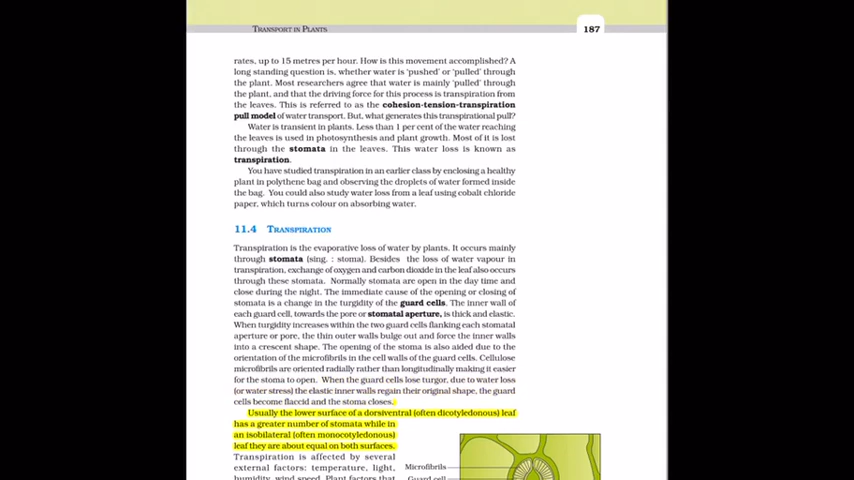 TRANSPORT IN PLANTS
187
rates, up to 15 metres per hour. How is this movement accomplished? A
long standing question is, whether water is ‘pushed’ or ‘pulled’ through
the plant. Most researchers agree that water is mainly ‘pulled’ through
the plant, and that the driving force for this process is transpiration from
the leaves. This is referred to as the cohesion-tension-transpiration
pull model of water transport. But, what generates this transpirational pull?
Water is transient in plants. Less than 1 per cent of the water reaching
the leaves is used in photosynthesis and plant growth. Most of it is lost
through the stomata in the leaves. This water loss is known as
transpiration.
You have studied transpiration in an earlier class by enclosing a healthy
plant in polythene bag and observing the droplets of water formed inside
the bag. You could also study water loss from a leaf using cobalt chloride
paper, which turns colour on absorbing water.
11.4 TRANSPIRATION
Transpiration is the evaporative loss of water by plants. It occurs mainly
through stomata (sing. : stoma). Besides the loss of water vapour in
transpiration, exchange of oxygen and carbon dioxide in the leaf also occurs
through these stomata. Normally stomata are open in the day time and
close during the night. The immediate cause of the opening or closing of
stomata is a change in the turgidity of the guard cells. The inner wall of
each guard cell, towards the pore or stomatal aperture, is thick and elastic.
When turgidity increases within the two guard cells flanking each stomatal
aperture or pore, the thin outer walls bulge out and force the inner walls
into a crescent shape. The opening of the stoma is also aided due to the
orientation of the microfibrils in the cell walls of the guard cells. Cellulose
microfibrils are oriented radially rather than longitudinally making it easier
for the stoma to open. When the guard cells lose turgor, due to water loss
(or water stress) the elastic inner walls regain their original shape, the guard
cells become flaccid and the stoma closes.
Usually the lower surface of a dorsiventral (often dicotyledonous) leaf
has a greater number of stomata while in
an isobilateral (often monocotyledonous)
leaf they are about equal on both surfaces.
Transpiration is affected by several
external factors: temperature, light,
humidity, wind speed. Plant factors that
Microfibrils
Guard cell